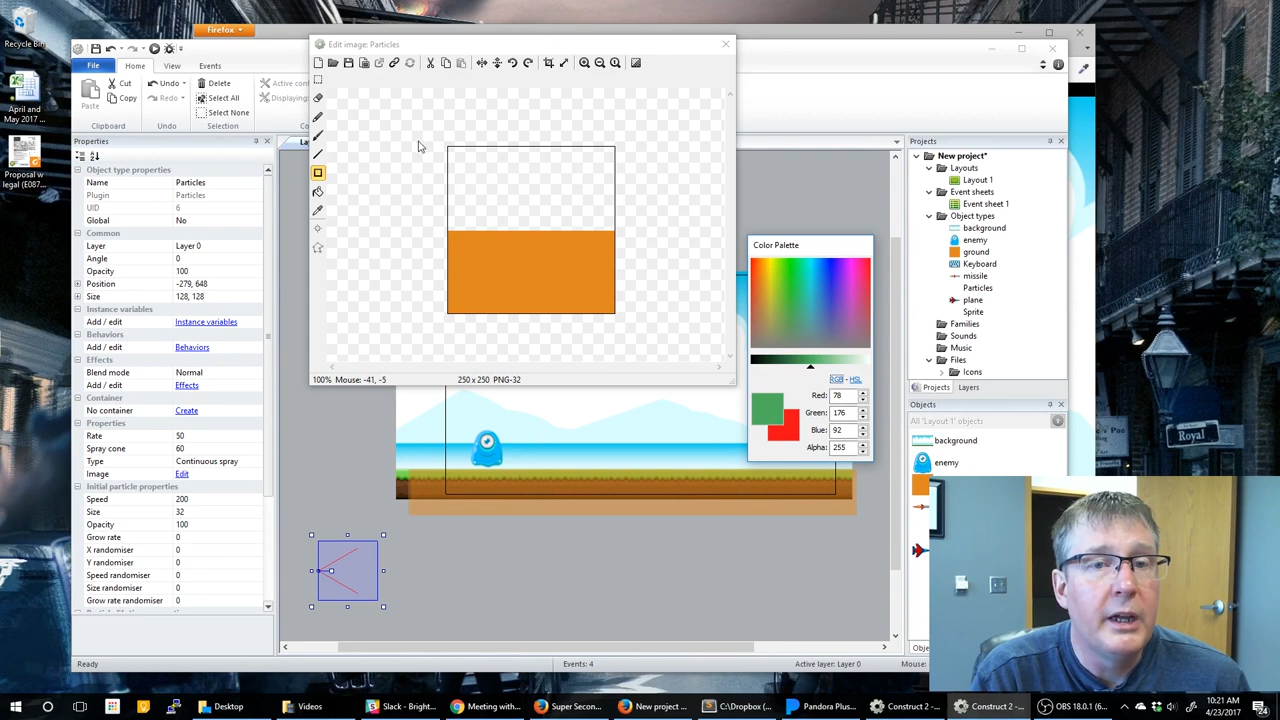 Recycle Bin
April and
May 2017 ...
Proposal w
legal (E087...
Firefox
File
Home
View
Events
Paste
Cut
Copy
Clipboard
Undo
Redo
Undo
Delete
Select All
Select None
Selection
Active con
Displaying:
Edit image: Particles
100% Mouse: -41, -5
250 x 250 PNG-32
Properties
Object type properties
Name Particles
Plugin Particles
UID 6
Global No
Common
Layer Layer 0
Angle 0
Opacity 100
Position -279, 648
Size 128, 128
Instance variables
Add / edit Instance variables
Behaviors
Add / edit Behaviors
Effects
Blend mode Normal
Add / edit Effects
Container
No container Create
Properties
Rate 50
Spray cone 60
Type Continuous spray
Image Edit
Initial particle properties
Speed 200
Size 32
Opacity 100
Grow rate 0
X randomiser 0
Y randomiser 0
Speed randomiser 0
Size randomiser 0
Grow rate randomiser 0
Color Palette
RGB - HSL
Red: 78
Green: 176
Blue: 92
Alpha: 255
Projects
New project*
Layouts
Layout 1
Event sheets
Event sheet 1
Object types
background
enemy
ground
Keyboard
missile
Particles
plane
Sprite
Families
Sounds
Music
Files
Icons
Projects
Layers
Objects
All 'Layout 1' objects
background
enemy
Ready
Events: 4
Active layer: Layer 0
Mouse:
Royal
Desktop
Videos
Slack - Bright...
Meeting with...
Super Secon...
New project ...
C:\Dropbox (...
Pandora Plus...
Construct 2 - ...
Construct 2 - ...
OBS 18.0.1 (6...
10:21 AM
4/23/2017
24